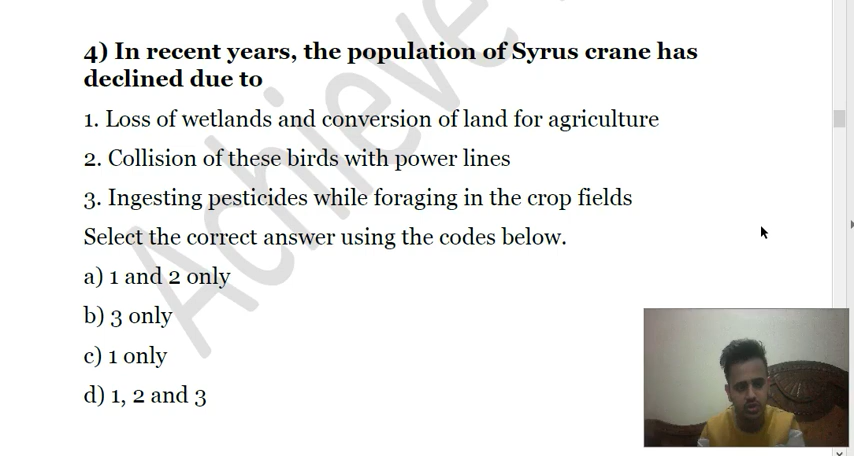 4) In recent years, the population of Syrus crane has
declined due to
1. Loss of wetlands and conversion of land for agriculture
2. Collision of these birds with power lines
3. Ingesting pesticides while foraging in the crop fields
Select the correct answer using the codes below.
a) 1 and 2 only
b) 3 only
c) 1 only
d) 1, 2 and 3
Achieve